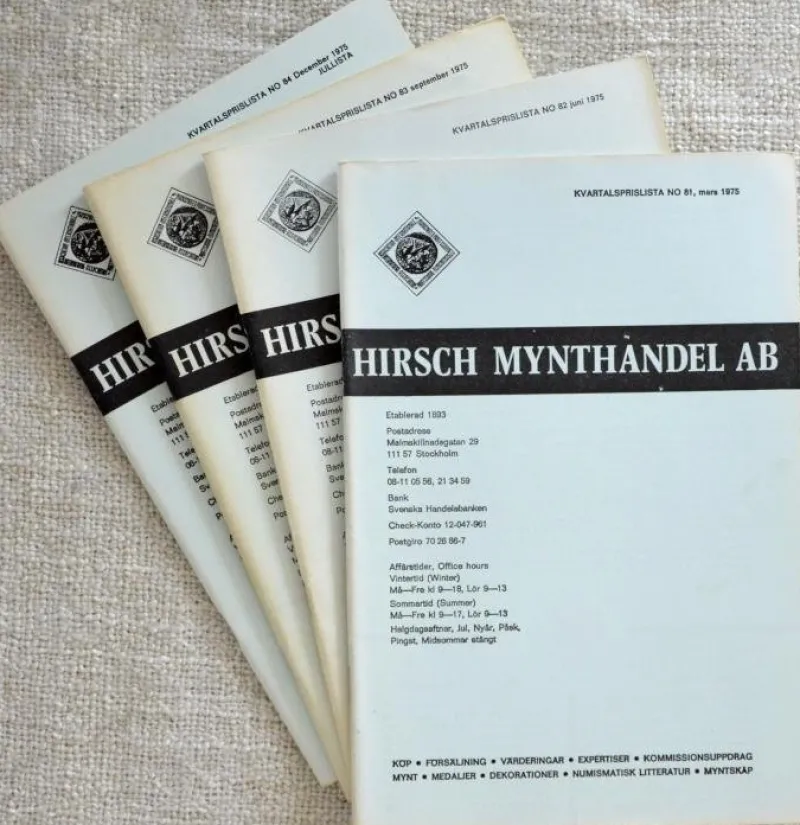 KVARTALSPRISLISTA NO 84 December 1975
JULLISTA
KVARTALSPRISLISTA NO 83 september 1975
KVARTALSPRISLISTA NO 82 juni 1975
KVARTALSPRISLISTA NO 81, mars 1975
HIRS
HIRSC
HIRSC
HIRSCH MYNTHANDEL AB
Etablerad 1893
Postadress
Malmskillnadsgatan 29
111 57 Stockholm
Telefon
08-11 05 56, 21 34 59
Bank
Svenska Handelsbanken
Check-Konto 12-047-961
Postgiro 70 26 86-7
Affärstider, Office hours
Vintertid (Winter)
Må—Fre kl 9—18, Lör 9—13
Sommartid (Summer)
Må—Fre kl 9—17, Lör 9—13
Helgdagsaftnar, Jul, Nyår, Påsk,
Pingst, Midsommar stängt
KÖP • FÖRSÄLJNING • VÄRDERINGAR • EXPERTISER • KOMMISSIONSUPPDRAG
MYNT • MEDALJER • DEKORATIONER • NUMISMATISK LITTERATUR • MYNTSKÅP